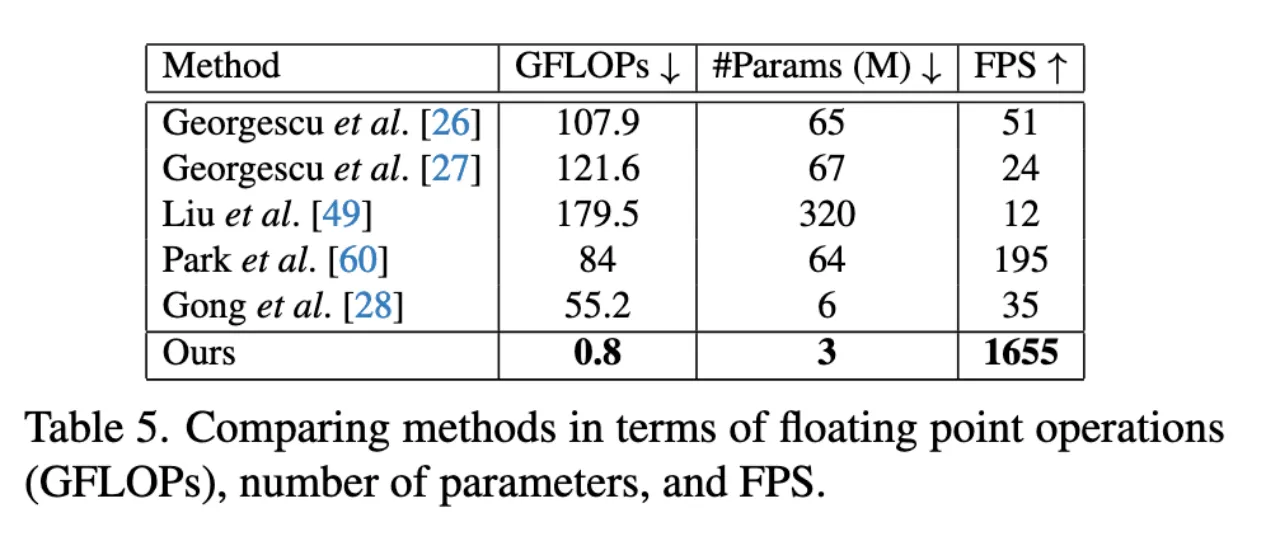 Method GFLOPs ↓ #Params (M) ↓ FPS ↑
Georgescu et al. [26] 107.9 65 51
Georgescu et al. [27] 121.6 67 24
Liu et al. [49] 179.5 320 12
Park et al. [60] 84 64 195
Gong et al. [28] 55.2 6 35
Ours 0.8 3 1655
Table 5. Comparing methods in terms of floating point operations
(GFLOPs), number of parameters, and FPS.